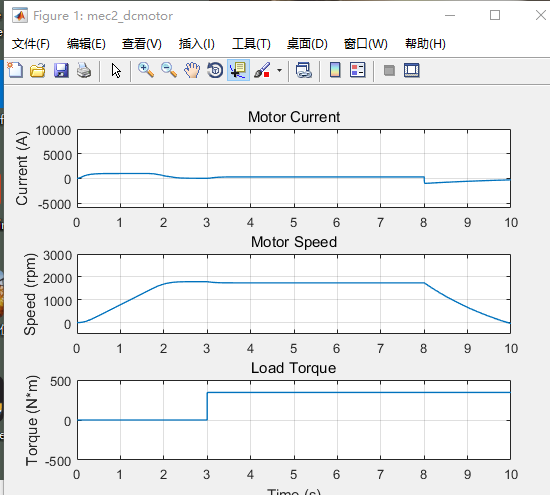 Figure 1: mec2_dcmotor
文件(F) 编辑(E) 查看(V) 插入(I) 工具(T) 桌面(D) 窗口(W) 帮助(H)
Motor Current
Current (A)
10000
5000
0
-5000
0 1 2 3 4 5 6 7 8 9 10
Motor Speed
Speed (rpm)
3000
2000
1000
0
0 1 2 3 4 5 6 7 8 9 10
Load Torque
Torque (N*m)
500
0
-500
0 1 2 3 4 5 6 7 8 9 10
Time (s)